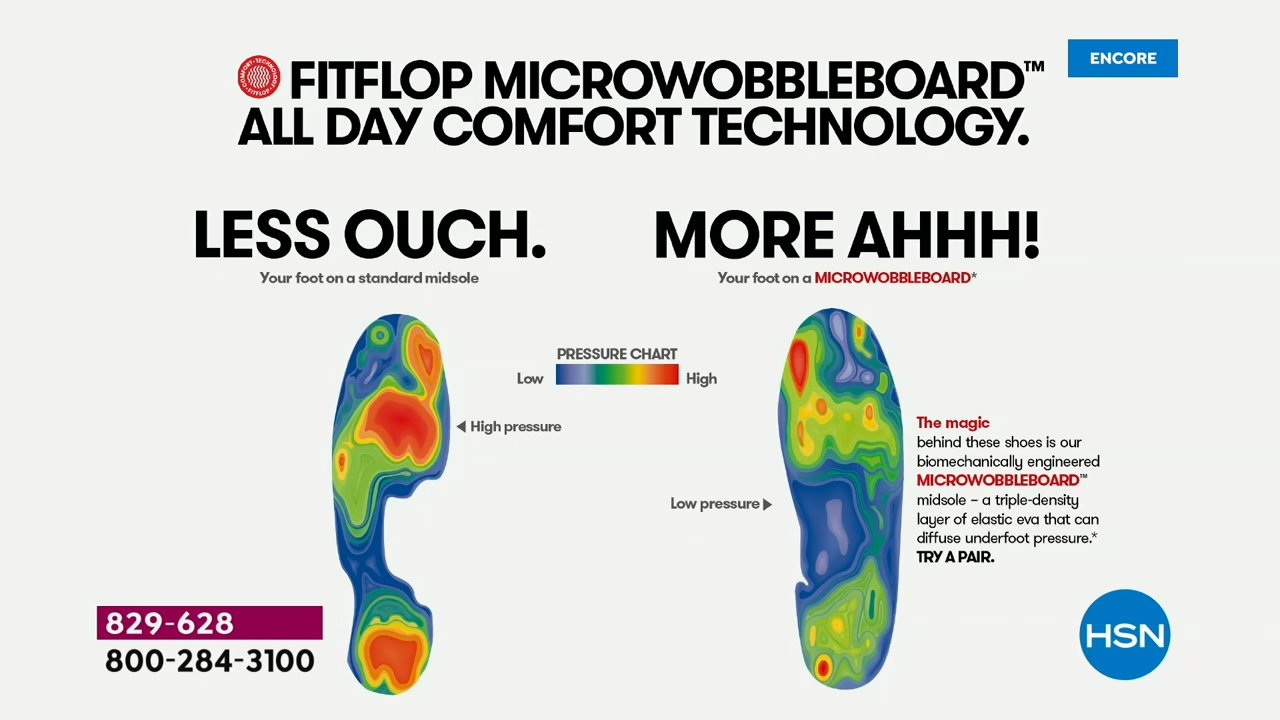 ENCORE
FITFLOP MICROWOBBLEBOARD™
ALL DAY COMFORT TECHNOLOGY.
LESS OUCH.
Your foot on a standard midsole
MORE AHHH!
Your foot on a MICROWOBBLEBOARD*
PRESSURE CHART
Low
High
High pressure
Low pressure
The magic
behind these shoes is our
biomechanically engineered
MICROWOBBLEBOARD™
midsole – a triple-density
layer of elastic eva that can
diffuse underfoot pressure.*
TRY A PAIR.
829-628
800-284-3100
HSN